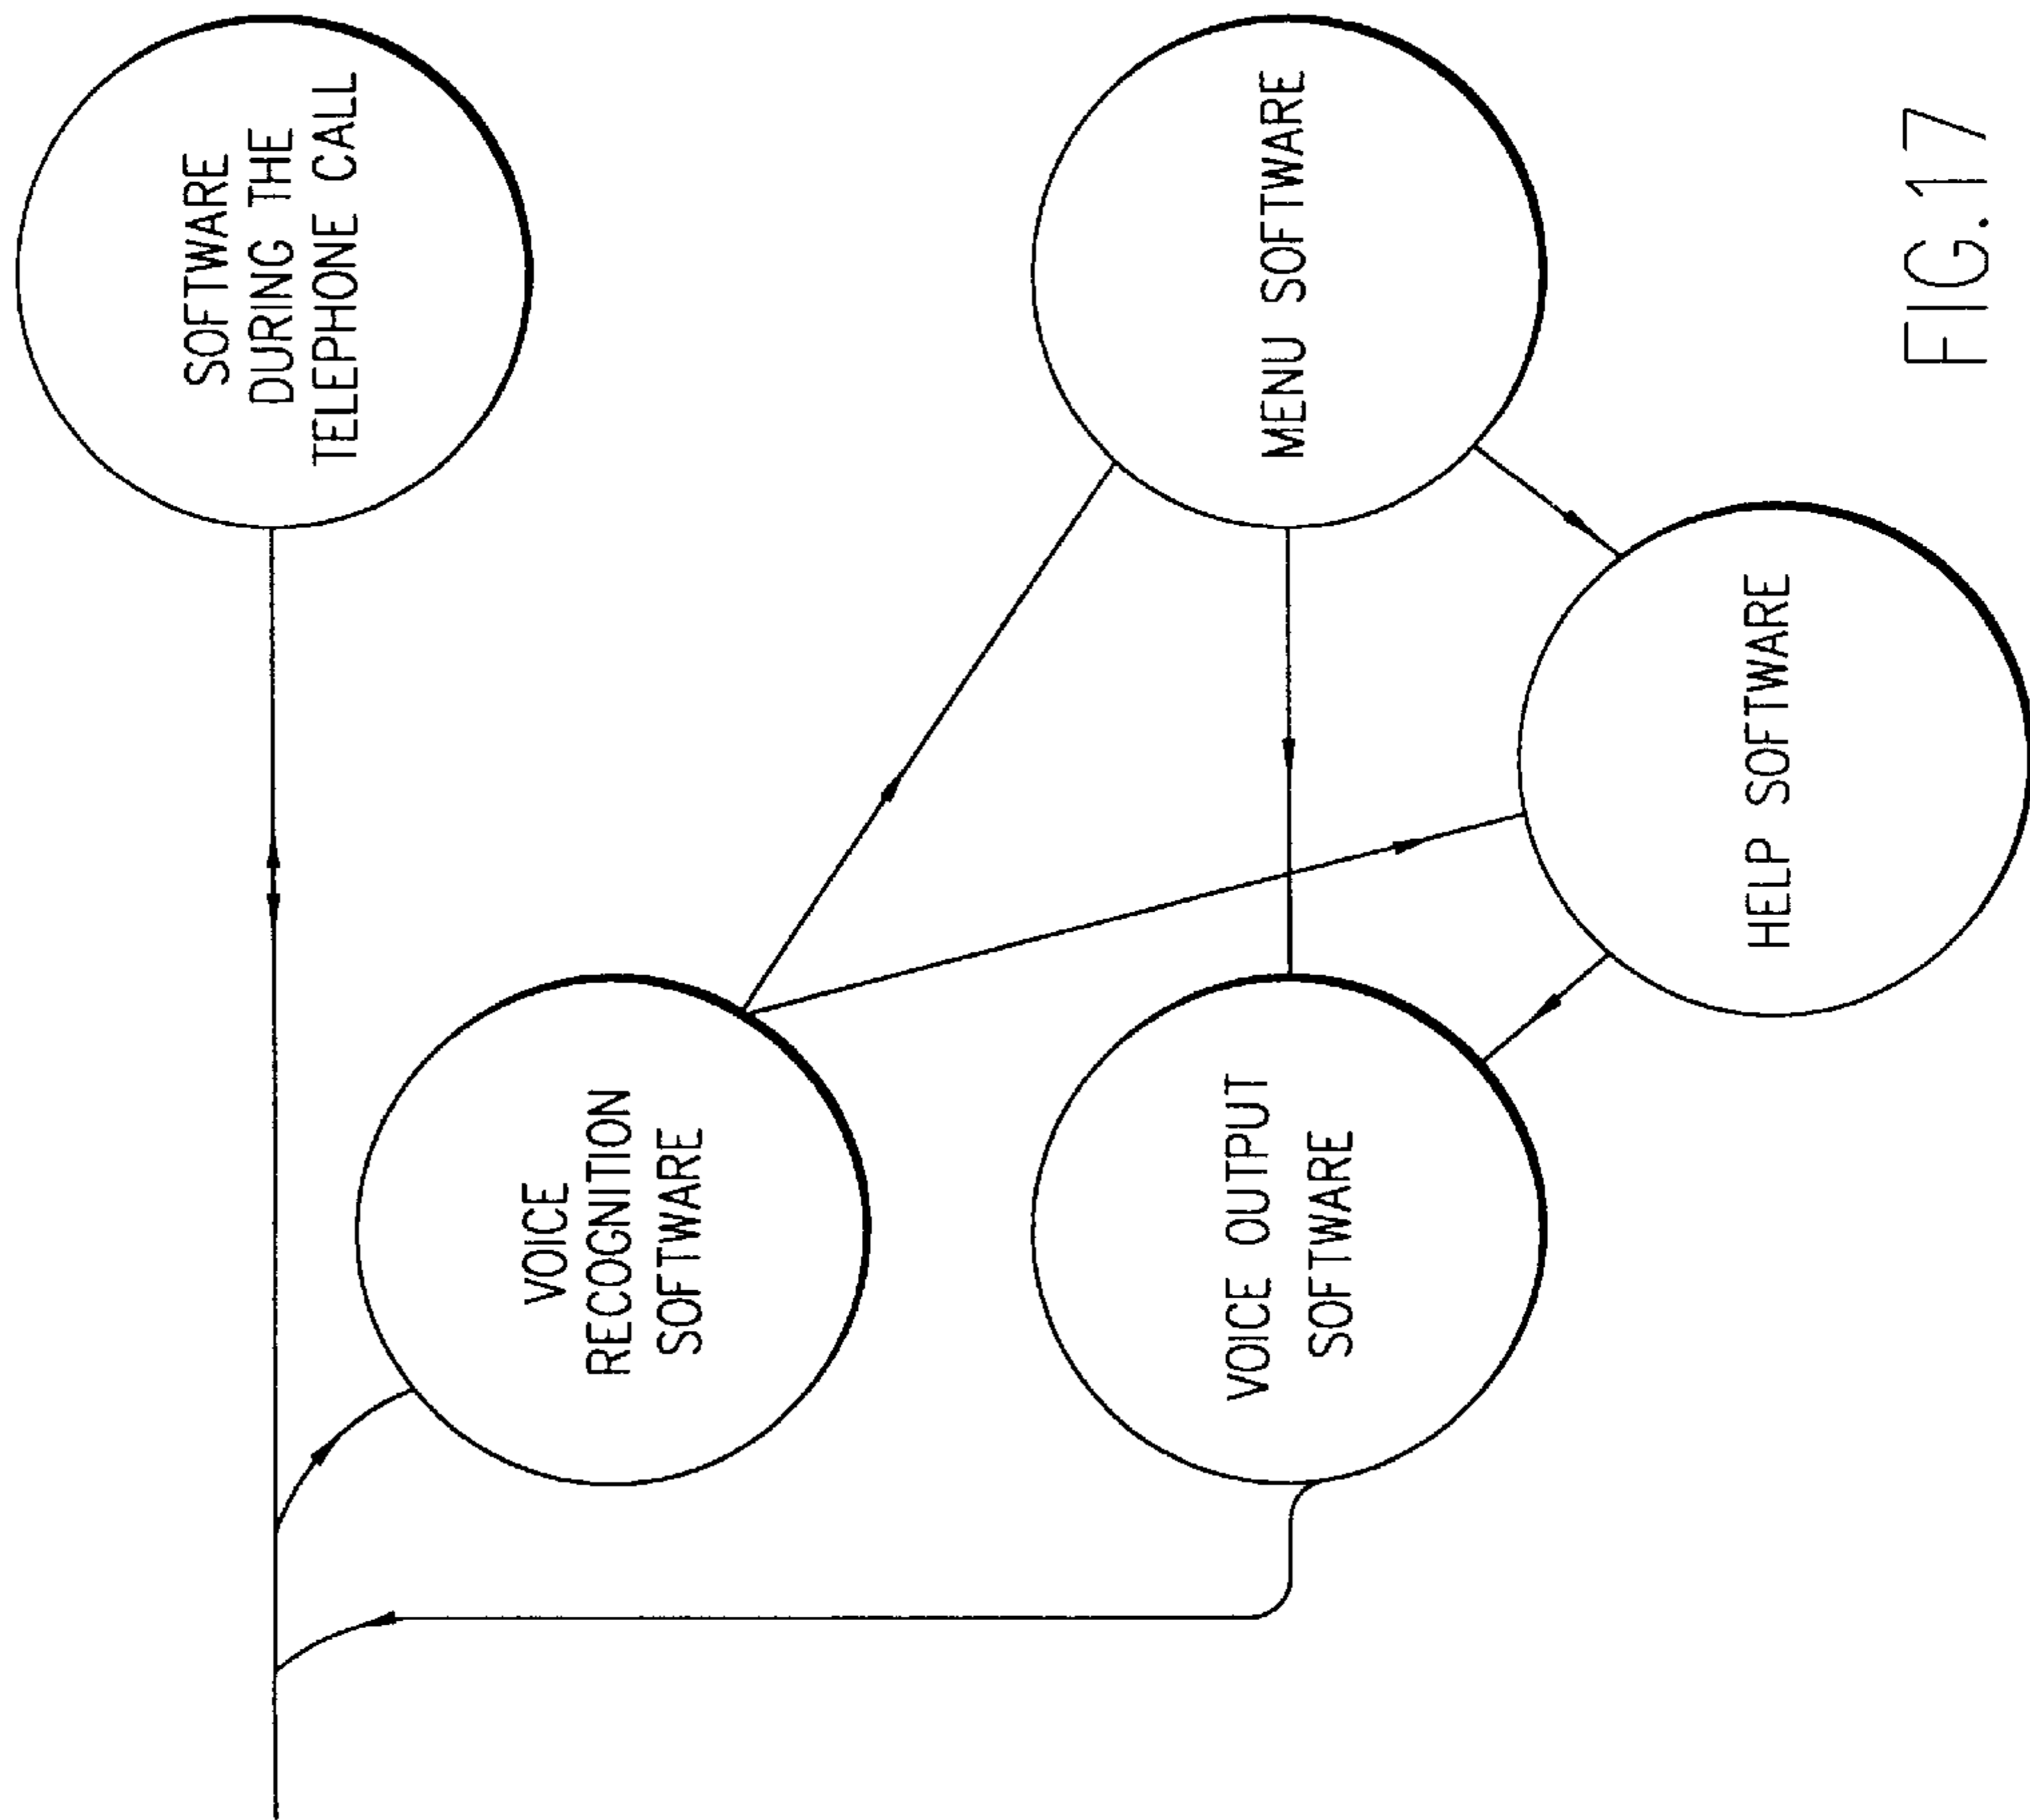 VOICE
RECOGNITION
SOFTWARE
SOFTWARE
DURING THE
TELEPHONE CALL
VOICE OUTPUT
SOFTWARE
MENU SOFTWARE
HELP SOFTWARE
FIG.17